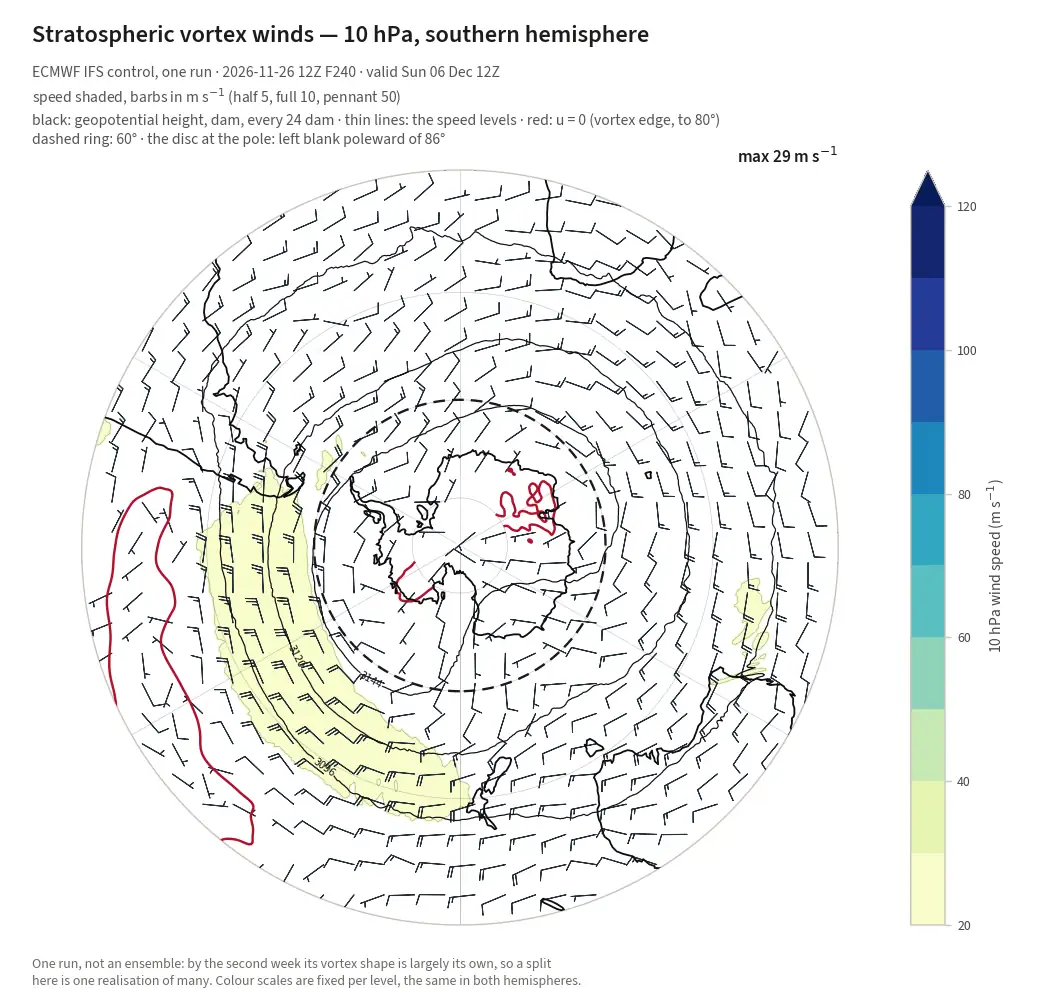 Stratospheric vortex winds — 10 hPa, southern hemisphere
ECMWF IFS control, one run · 2026-11-26 12Z F240 · valid Sun 06 Dec 12Z
speed shaded, barbs in m s⁻¹ (half 5, full 10, pennant 50)
black: geopotential height, dam, every 24 dam · thin lines: the speed levels · red: u = 0 (vortex edge, to 80°)
dashed ring: 60° · the disc at the pole: left blank poleward of 86°
max 29 m s⁻¹
120
100
80
60
40
20
10 hPa wind speed (m s⁻¹)
3120
3144
3096
One run, not an ensemble: by the second week its vortex shape is largely its own, so a split
here is one realisation of many. Colour scales are fixed per level, the same in both hemispheres.